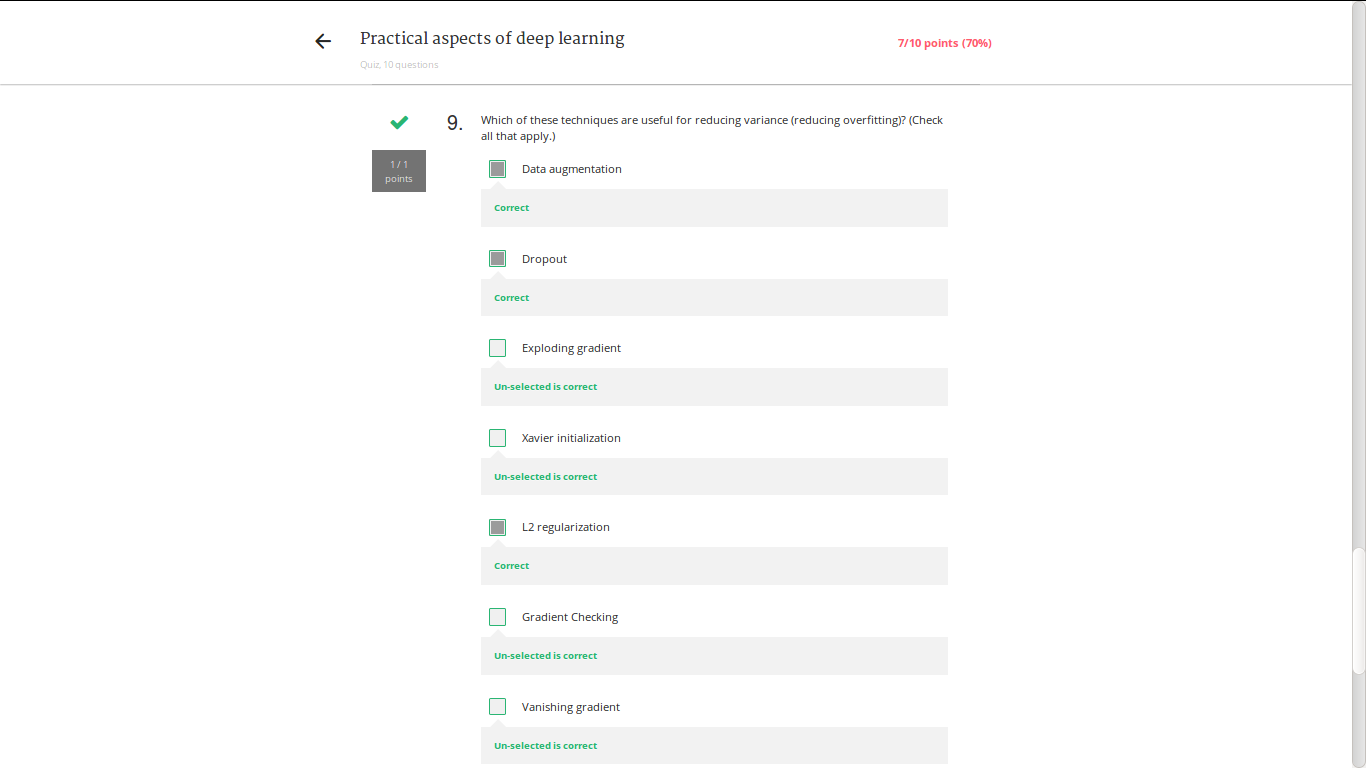 Practical aspects of deep learning
7/10 points (70%)
Quiz, 10 questions
9.
Which of these techniques are useful for reducing variance (reducing overfitting)? (Check
all that apply.)
1 / 1
points
Data augmentation
Correct
Dropout
Correct
Exploding gradient
Un-selected is correct
Xavier initialization
Un-selected is correct
L2 regularization
Correct
Gradient Checking
Un-selected is correct
Vanishing gradient
Un-selected is correct